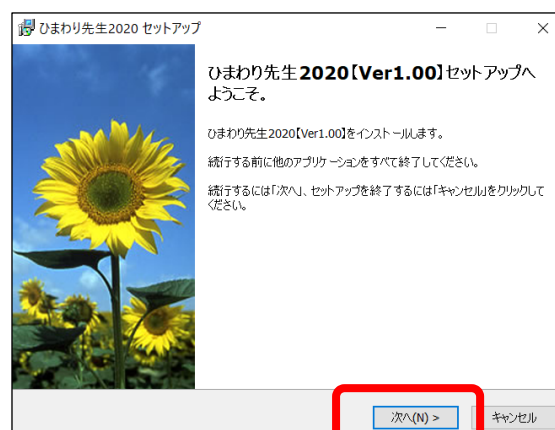 ひまわり先生2020 セットアップ
ひまわり先生2020【Ver1.00】セットアップへ
ようこそ。
ひまわり先生2020【Ver1.00】をインストールします。
続行する前に他のアプリケーションをすべて終了してください。
続行するには「次へ」、セットアップを終了するには「キャンセル」をクリックして
ください。
次へ(N) >
キャンセル